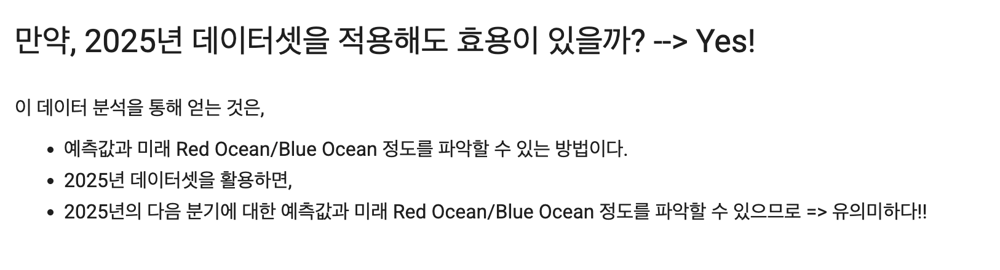 만약, 2025년 데이터셋을 적용해도 효용이 있을까? --> Yes!
이 데이터 분석을 통해 얻는 것은,
• 예측값과 미래 Red Ocean/Blue Ocean 정도를 파악할 수 있는 방법이다.
• 2025년 데이터셋을 활용하면,
• 2025년의 다음 분기에 대한 예측값과 미래 Red Ocean/Blue Ocean 정도를 파악할 수 있으므로 => 유의미하다!!